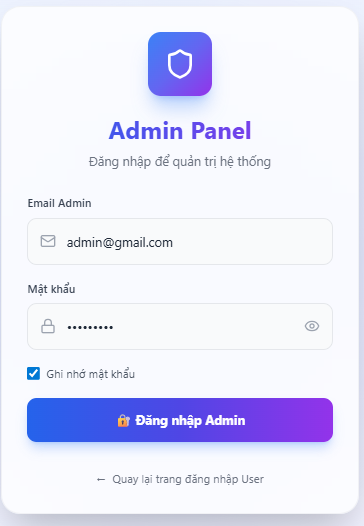 Admin Panel
Đăng nhập để quản trị hệ thống
Email Admin
admin@gmail.com
Mật khẩu
•••••••••
Ghi nhớ mật khẩu
🔐 Đăng nhập Admin
← Quay lại trang đăng nhập User